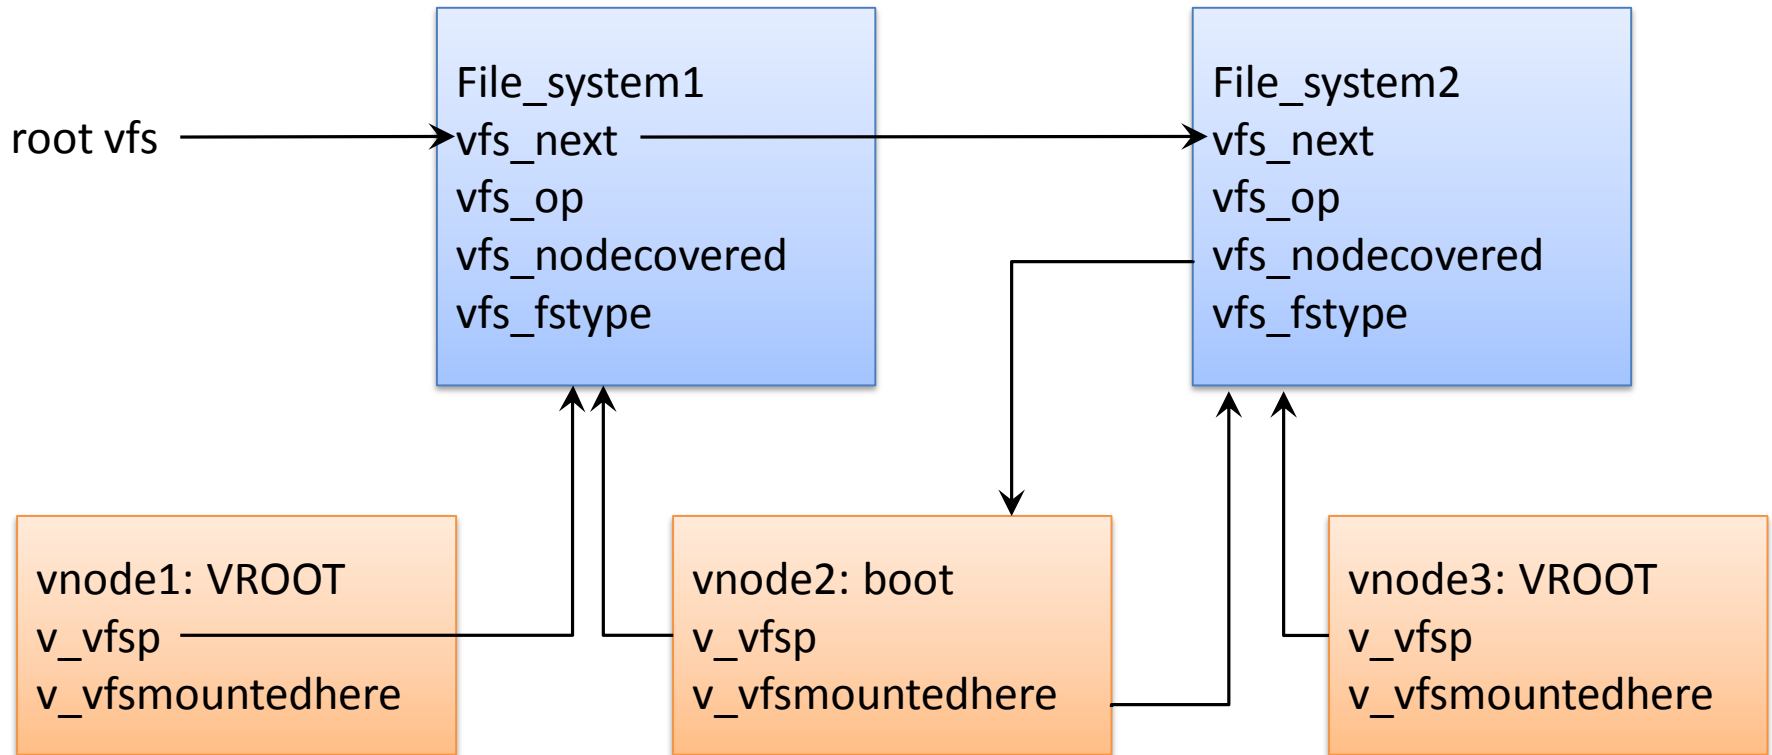 root vfs
File_system1
vfs_next
vfs_op
vfs_nodecovered
vfs_fstype
File_system2
vfs_next
vfs_op
vfs_nodecovered
vfs_fstype
vnode1: VROOT
v_vfsp
v_vfsmountedhere
vnode2: boot
v_vfsp
v_vfsmountedhere
vnode3: VROOT
v_vfsp
v_vfsmountedhere